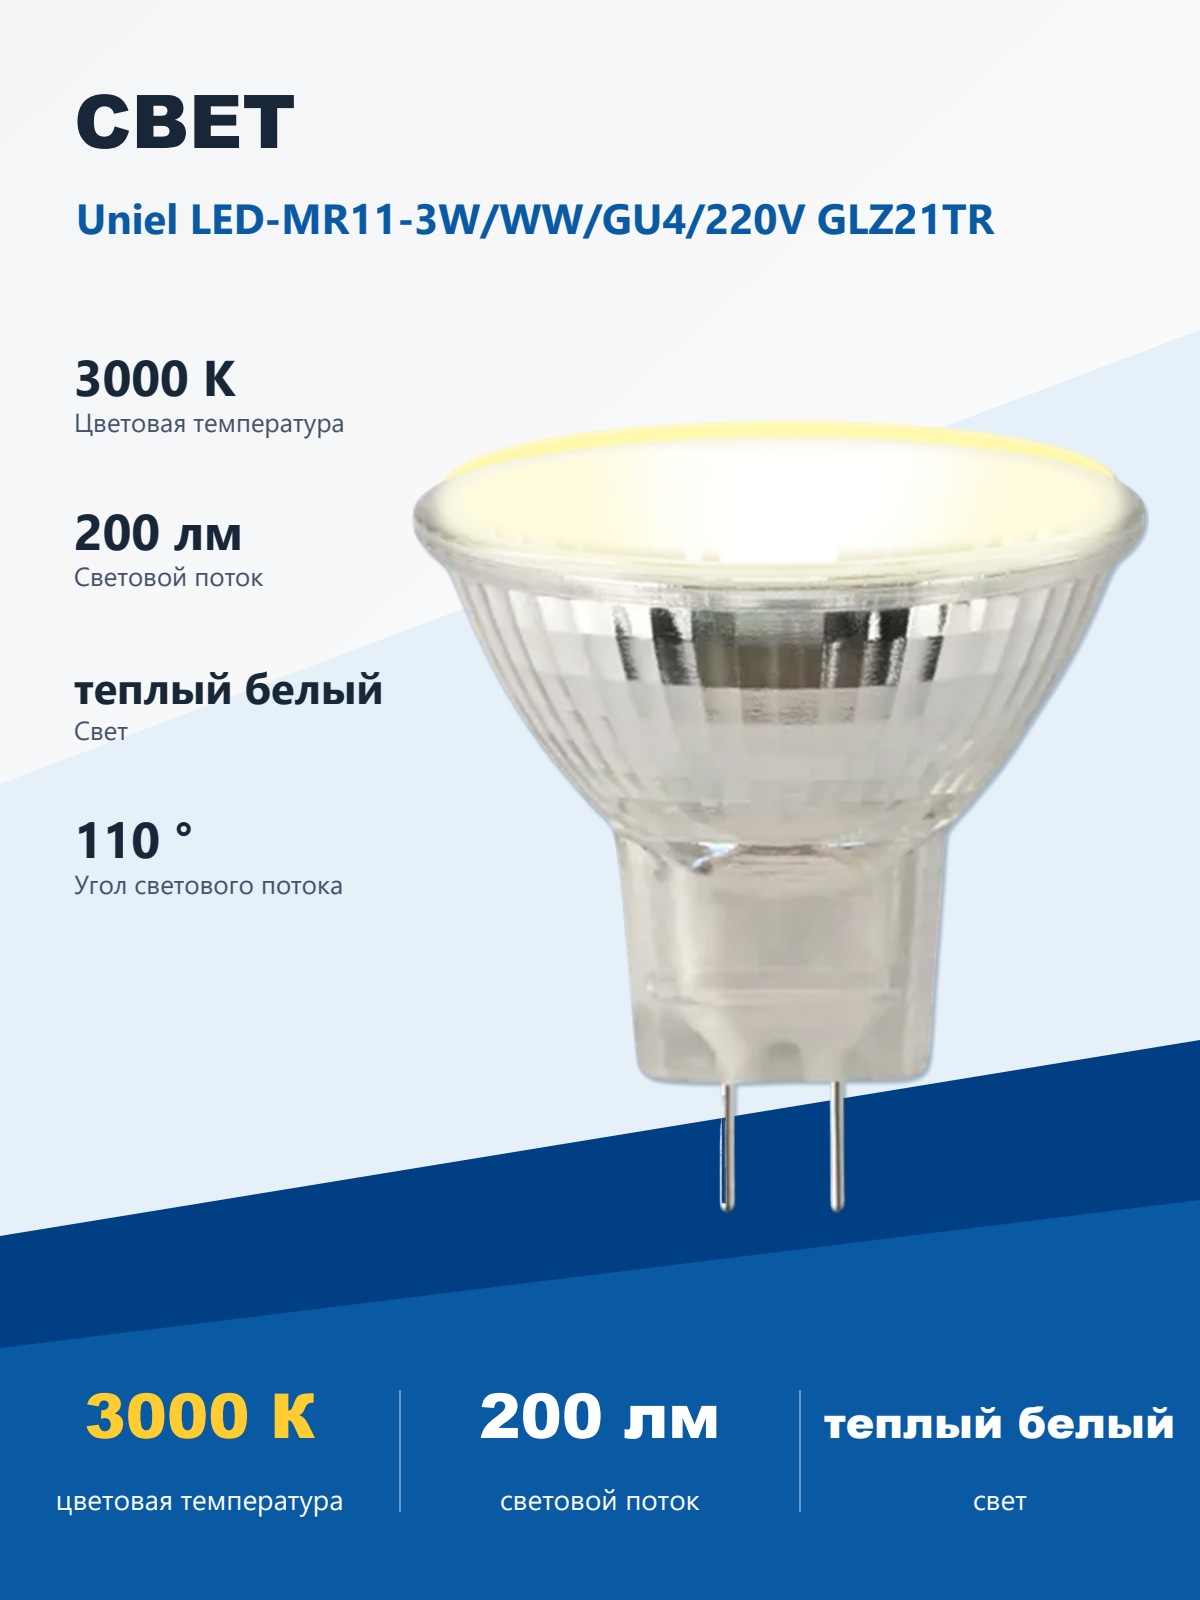 СВЕТ
Uniel LED-MR11-3W/WW/GU4/220V GLZ21TR
3000 К
Цветовая температура
200 лм
Световой поток
теплый белый
Свет
110 °
Угол светового потока
3000 К
цветовая температура
200 лм
световой поток
теплый белый
свет